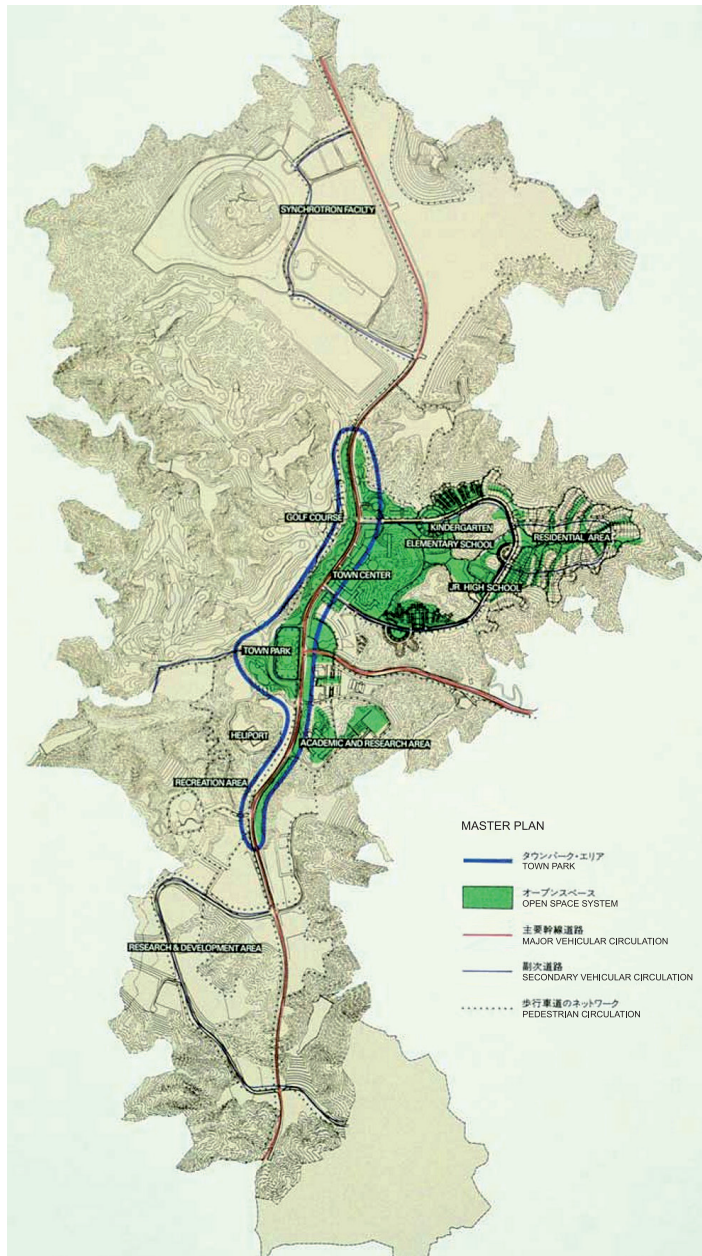 SYNCHROTRON FACILTY
GOLF COURSE
KINDERGARTEN
ELEMENTARY SCHOOL
RESIDENTIAL AREA
TOWN CENTER
JR. HIGH SCHOOL
TOWN PARK
HELIPORT
ACADEMIC AND RESEARCH AREA
RECREATION AREA
RESEARCH & DEVELOPMENT AREA
MASTER PLAN
タウンパーク・エリア
TOWN PARK
オープンスペース
OPEN SPACE SYSTEM
主要幹線道路
MAJOR VEHICULAR CIRCULATION
副次道路
SECONDARY VEHICULAR CIRCULATION
歩行車道のネットワーク
PEDESTRIAN CIRCULATION